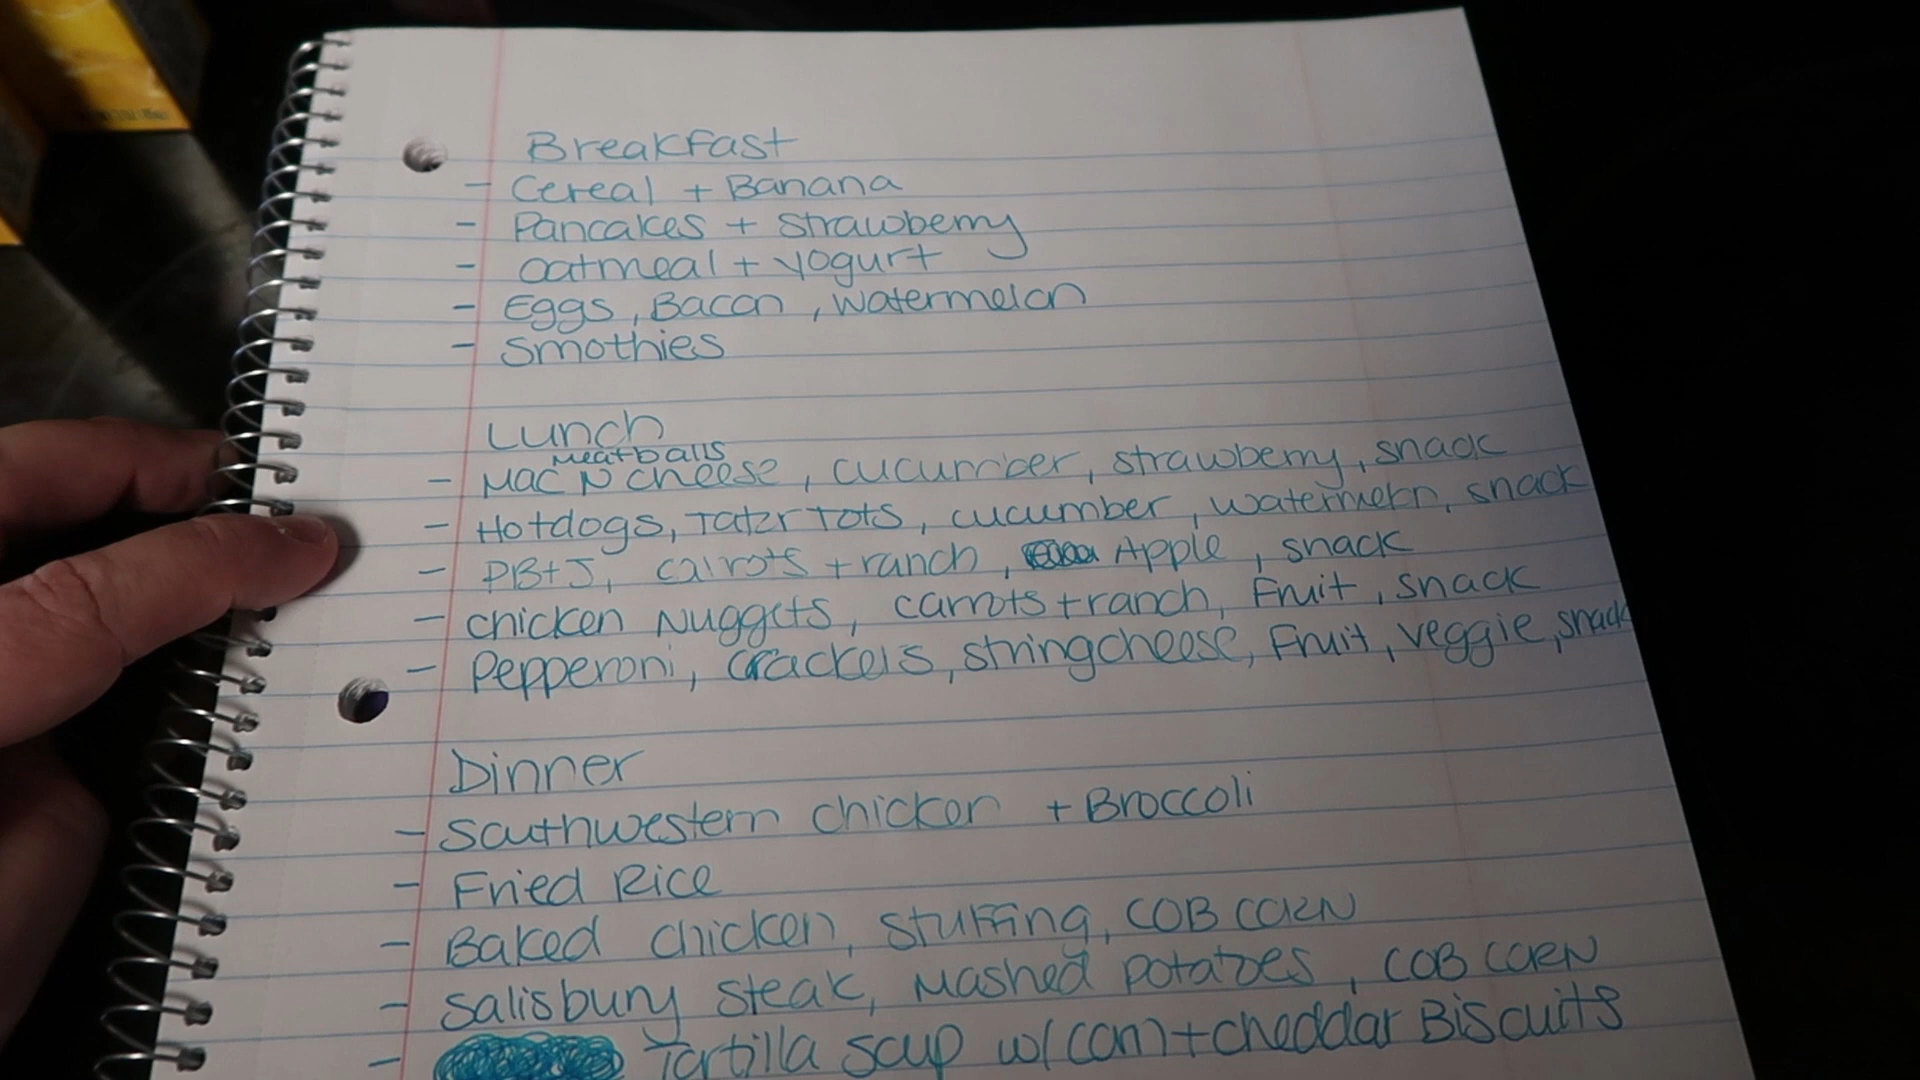 Breakfast
- Cereal + Banana
- Pancakes + Strawberry
- oatmeal + yogurt
- Eggs, Bacon, watermelon
- Smothies
Lunch
meatballs
- Mac N cheese, cucumber, strawberry, snack
- Hotdogs, Tater Tots, cucumber, watermelon, snack
- PB+J, carrots + ranch, Apple, snack
- chicken Nuggets, carrots + ranch, Fruit, snack
- Pepperoni, crackers, stringcheese, Fruit, veggie, snack
Dinner
- Southwestern chicken + Broccoli
- Fried Rice
- Baked chicken, stuffing, COB CORN
- Salisbury steak, Mashed potatoes, COB CORN
- Tortilla soup w/ (corn) + cheddar Biscuits